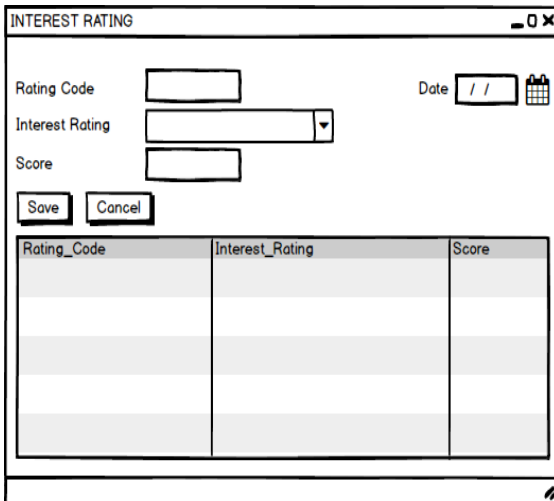 INTEREST RATING
Rating Code
Date / /
Interest Rating
Score
Save Cancel
Rating_Code Interest_Rating Score